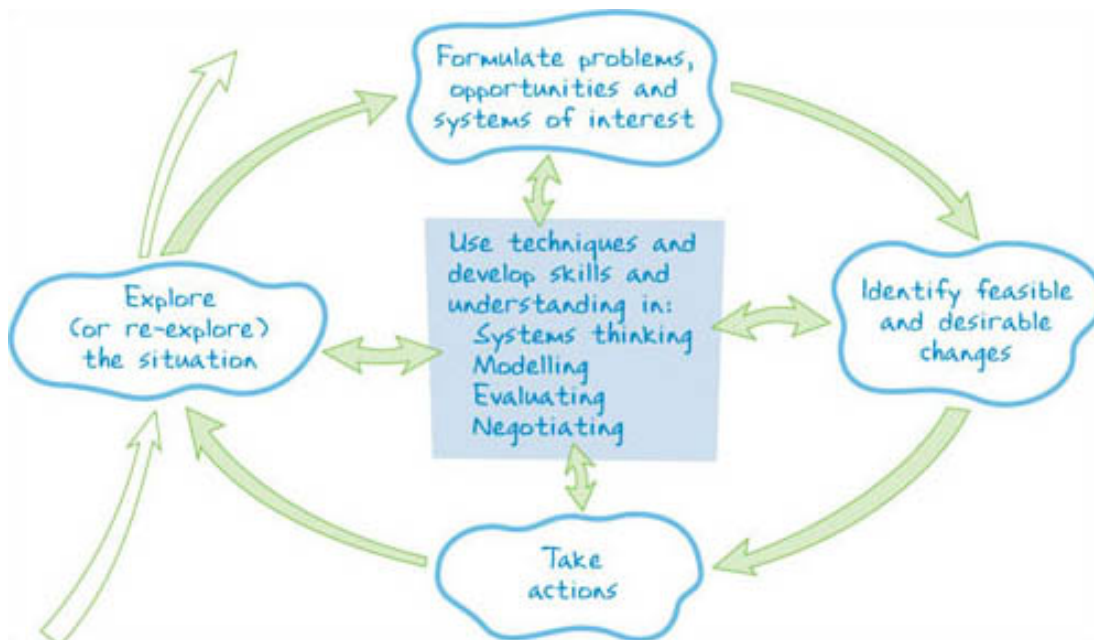 Formulate problems,
opportunities and
systems of interest
Use techniques and
develop skills and
understanding in:
Systems thinking
Modelling
Evaluating
Negotiating
Explore
(or re-explore)
the situation
Identify feasible
and desirable
changes
Take
actions